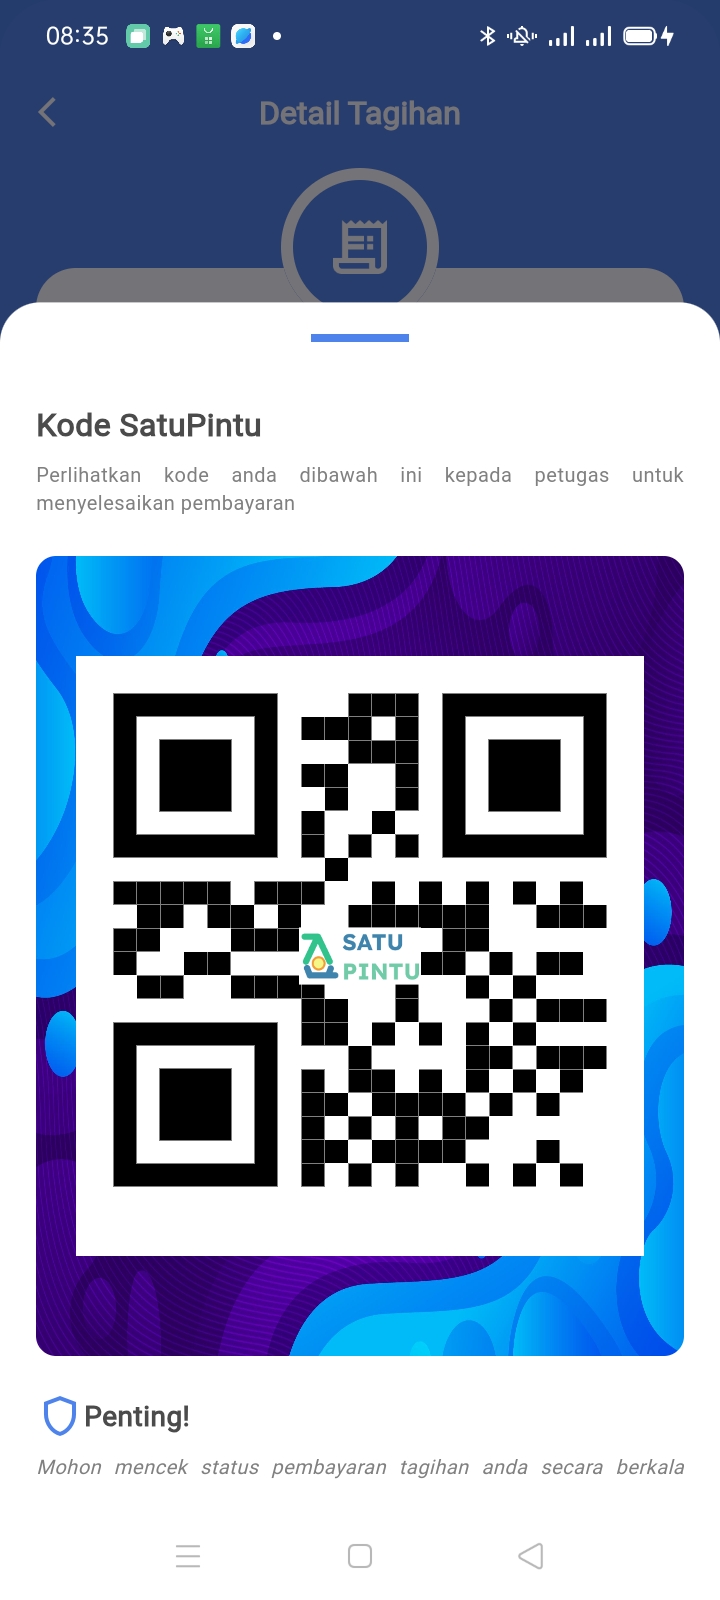 08:35
Detail Tagihan
Kode SatuPintu
Perlihatkan kode anda dibawah ini kepada petugas untuk
menyelesaikan pembayaran
SATU
PINTU
Penting!
Mohon mencek status pembayaran tagihan anda secara berkala